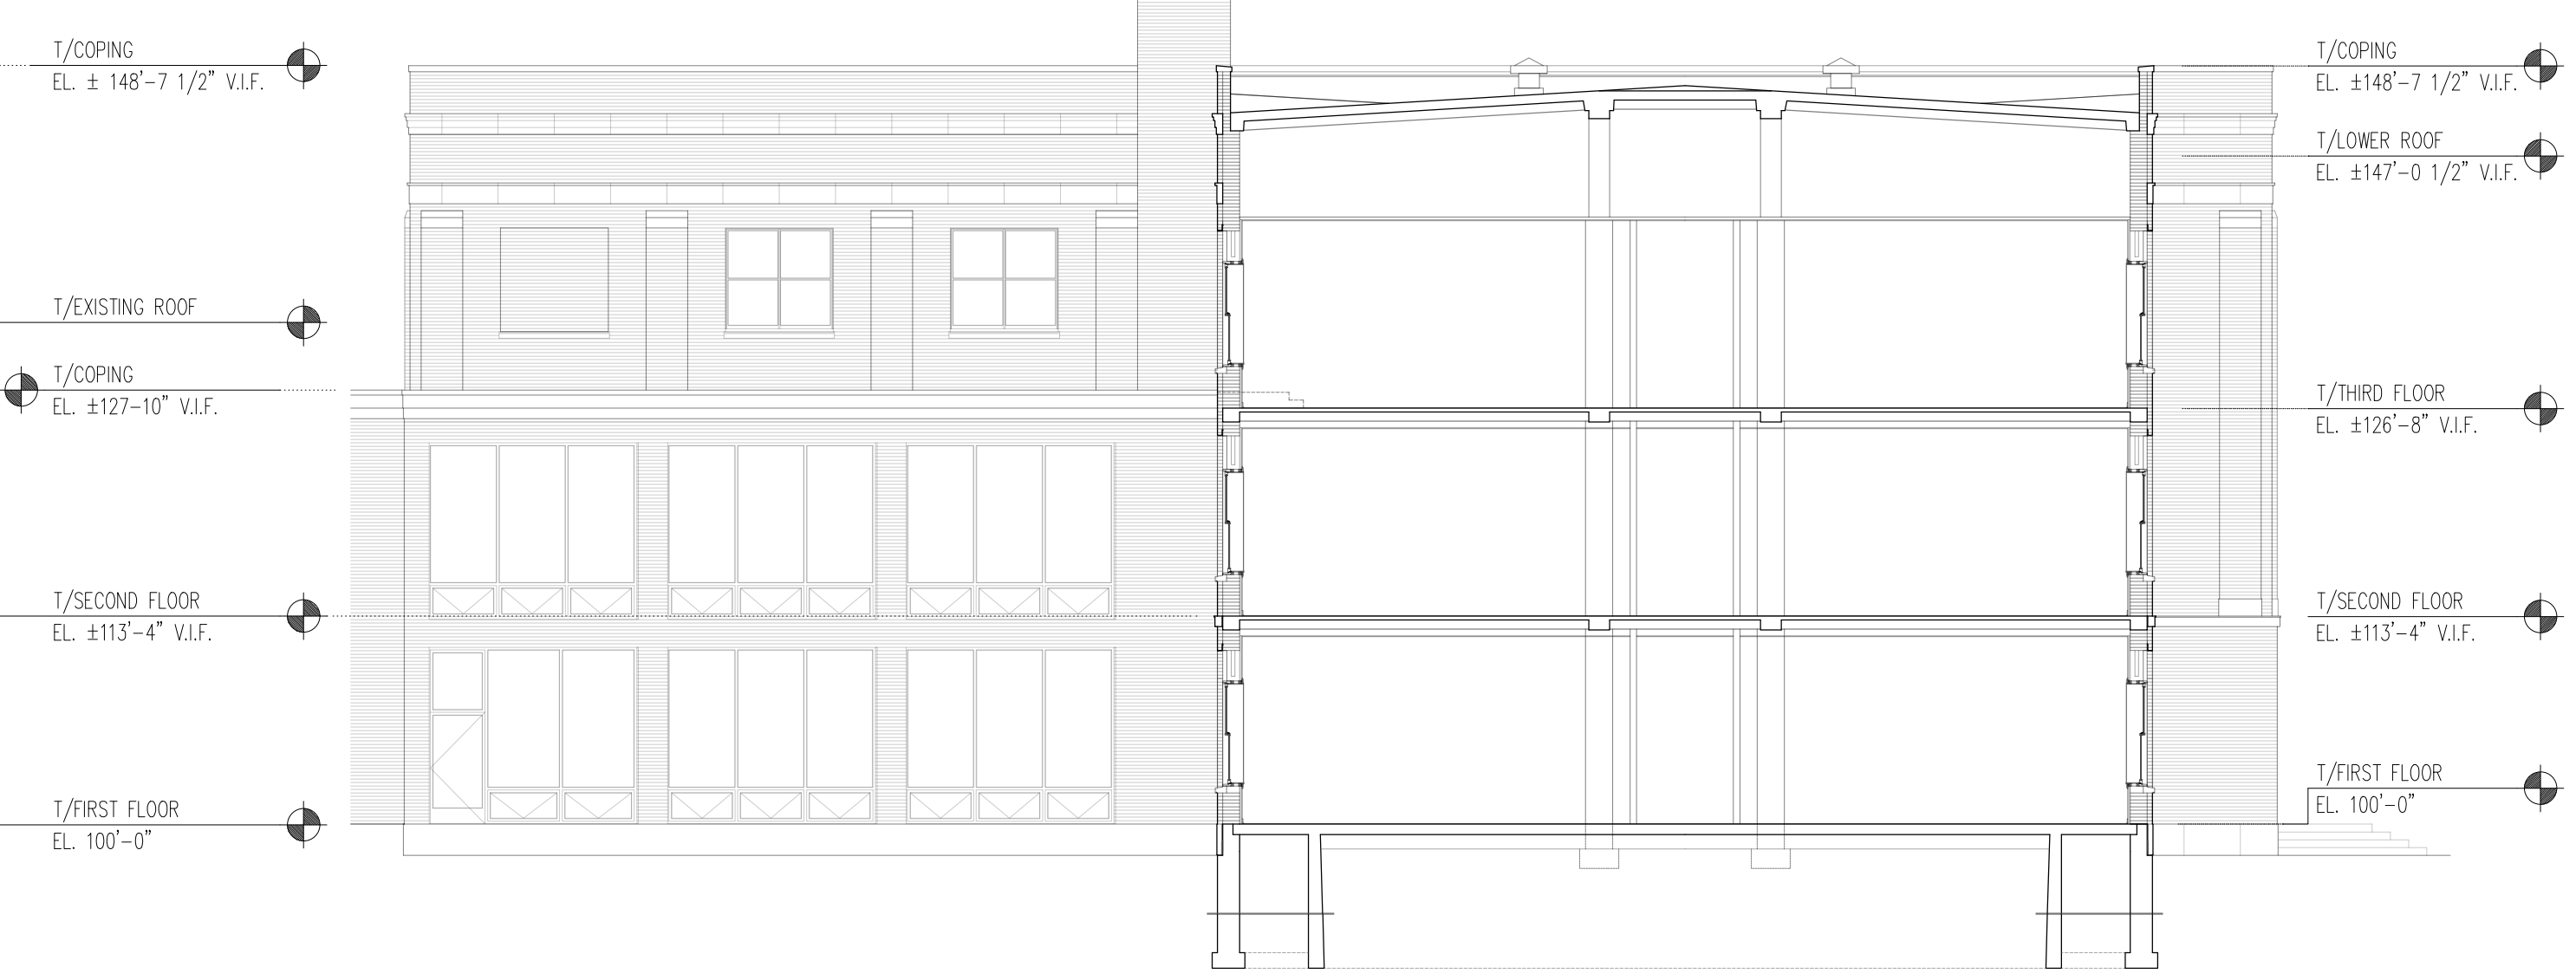 T/COPING
EL. ± 148'-7 1/2" V.I.F.
T/EXISTING ROOF
T/COPING
EL. ±127-10" V.I.F.
T/SECOND FLOOR
EL. ±113'-4" V.I.F.
T/FIRST FLOOR
EL. 100'-0"
T/COPING
EL. ±148'-7 1/2" V.I.F.
T/LOWER ROOF
EL. ±147'-0 1/2" V.I.F.
T/THIRD FLOOR
EL. ±126'-8" V.I.F.
T/SECOND FLOOR
EL. ±113'-4" V.I.F.
T/FIRST FLOOR
EL. 100'-0"